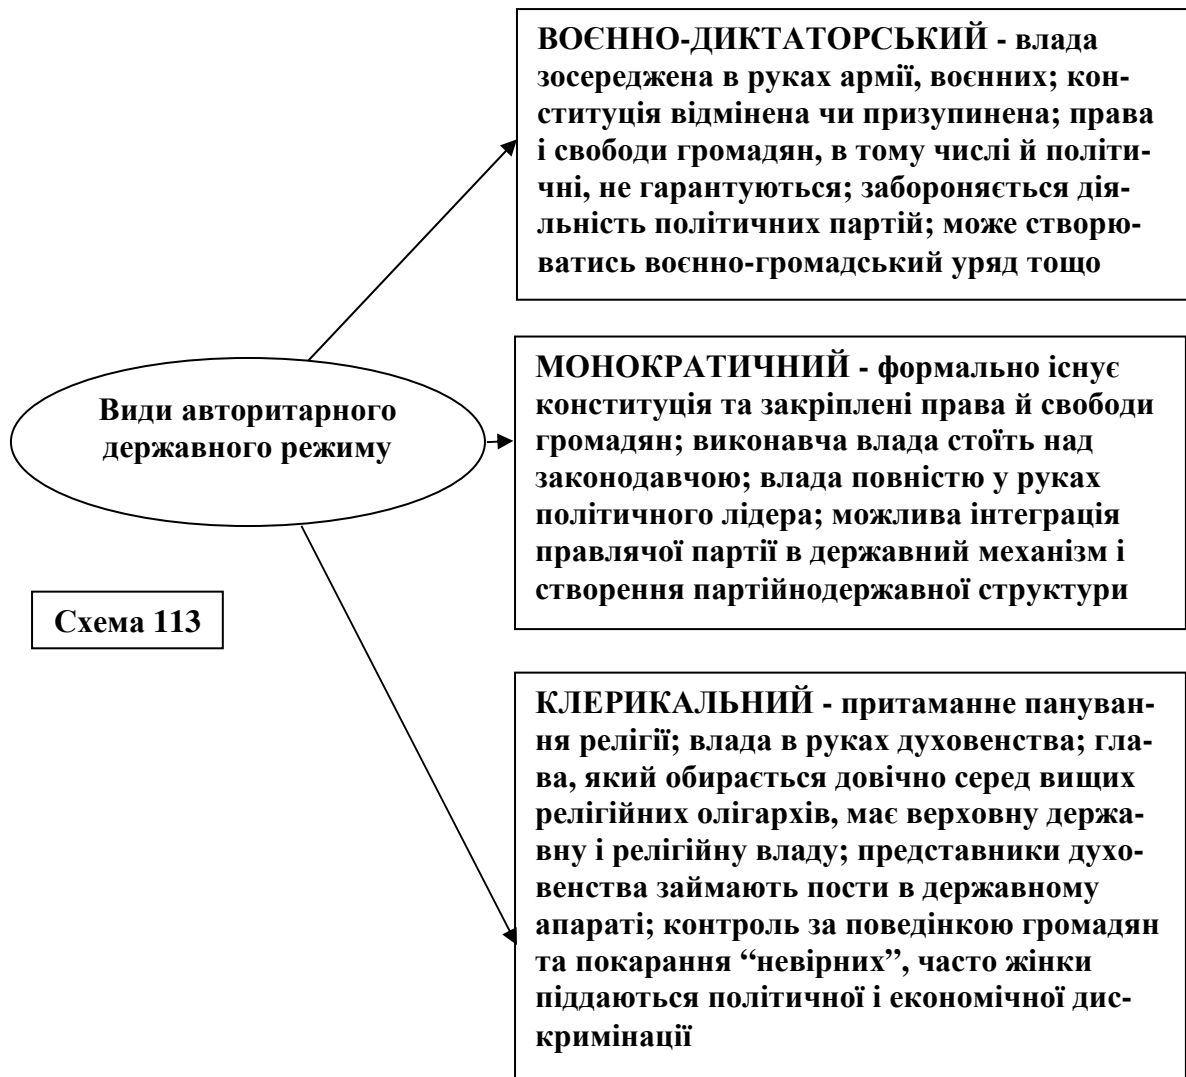 ВОЄННО-ДИКТАТОРСЬКИЙ - влада
зосереджена в руках армії, воєнних; кон-
ституція відмінена чи призупинена; права
і свободи громадян, в тому числі й політи-
чні, не гарантуються; забороняється дія-
льність політичних партій; може створю-
ватись воєнно-громадський уряд тощо
Види авторитарного
державного режиму
МОНОКРАТИЧНИЙ - формально існує
конституція та закріплені права й свободи
громадян; виконавча влада стоїть над
законодавчою; влада повністю у руках
політичного лідера; можлива інтеграція
правлячої партії в державний механізм і
створення партійнодержавної структури
Схема 113
КЛЕРИКАЛЬНИЙ - притаманне пануван-
ня релігії; влада в руках духовенства; гла-
ва, який обирається довічно серед вищих
релігійних олігархів, має верховну держа-
вну і релігійну владу; представники духо-
венства займають пости в державному
апараті; контроль за поведінкою громадян
та покарання “невірних”, часто жінки
піддаються політичної і економічної дис-
кримінації